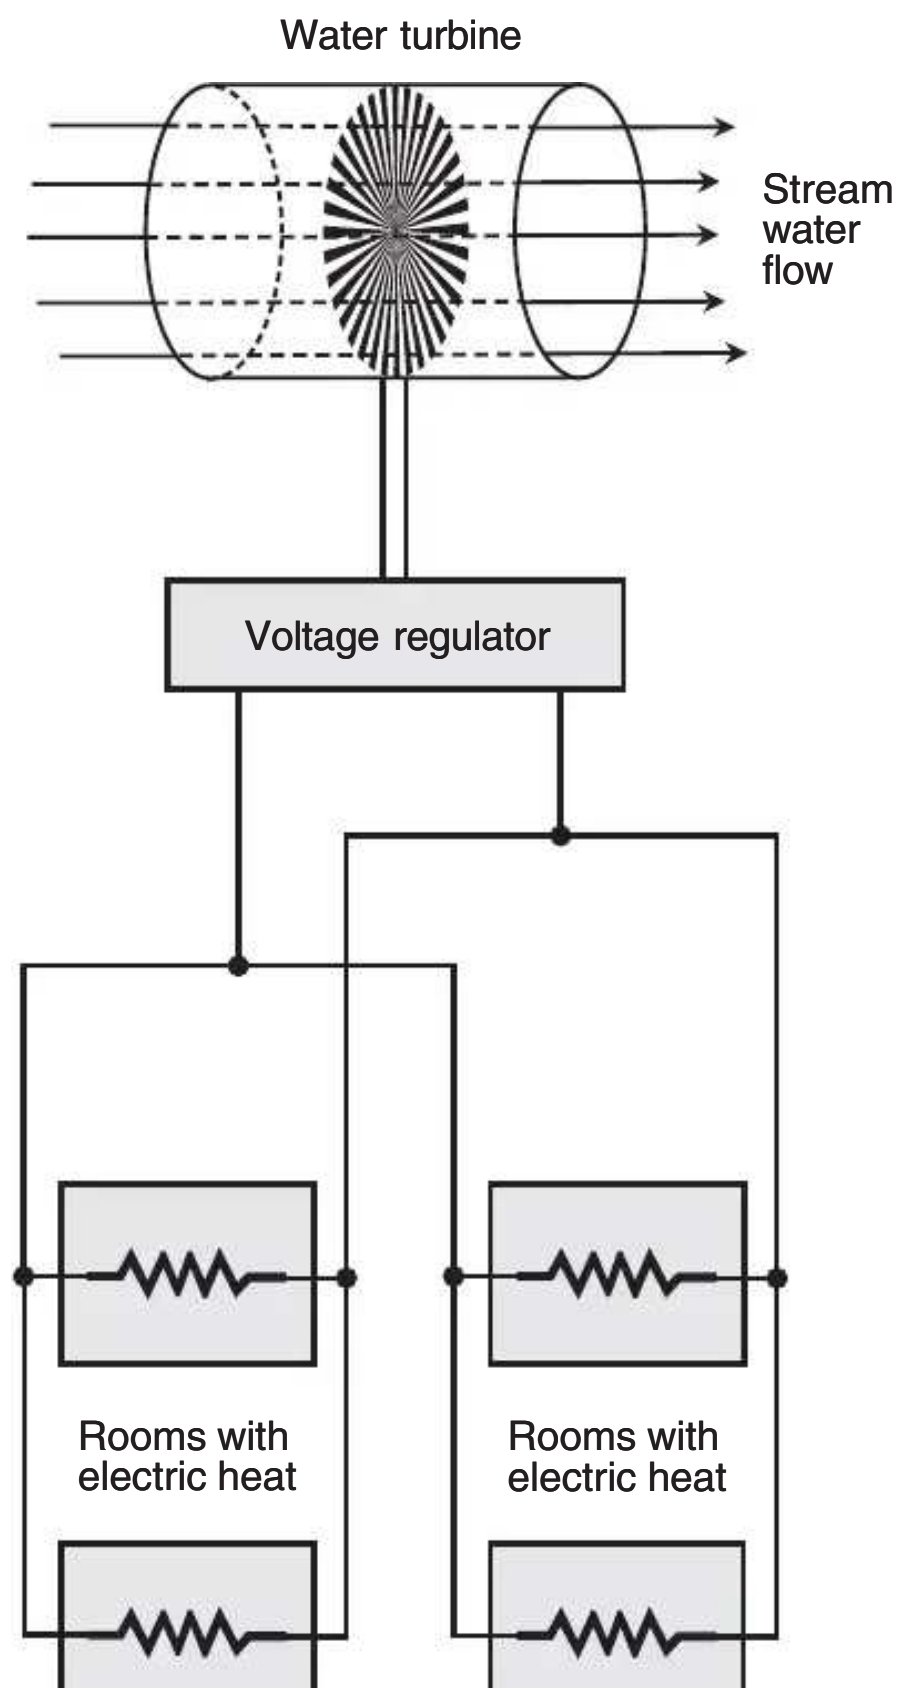 Water turbine
Stream
water
flow
Voltage regulator
Rooms with
electric heat
Rooms with
electric heat